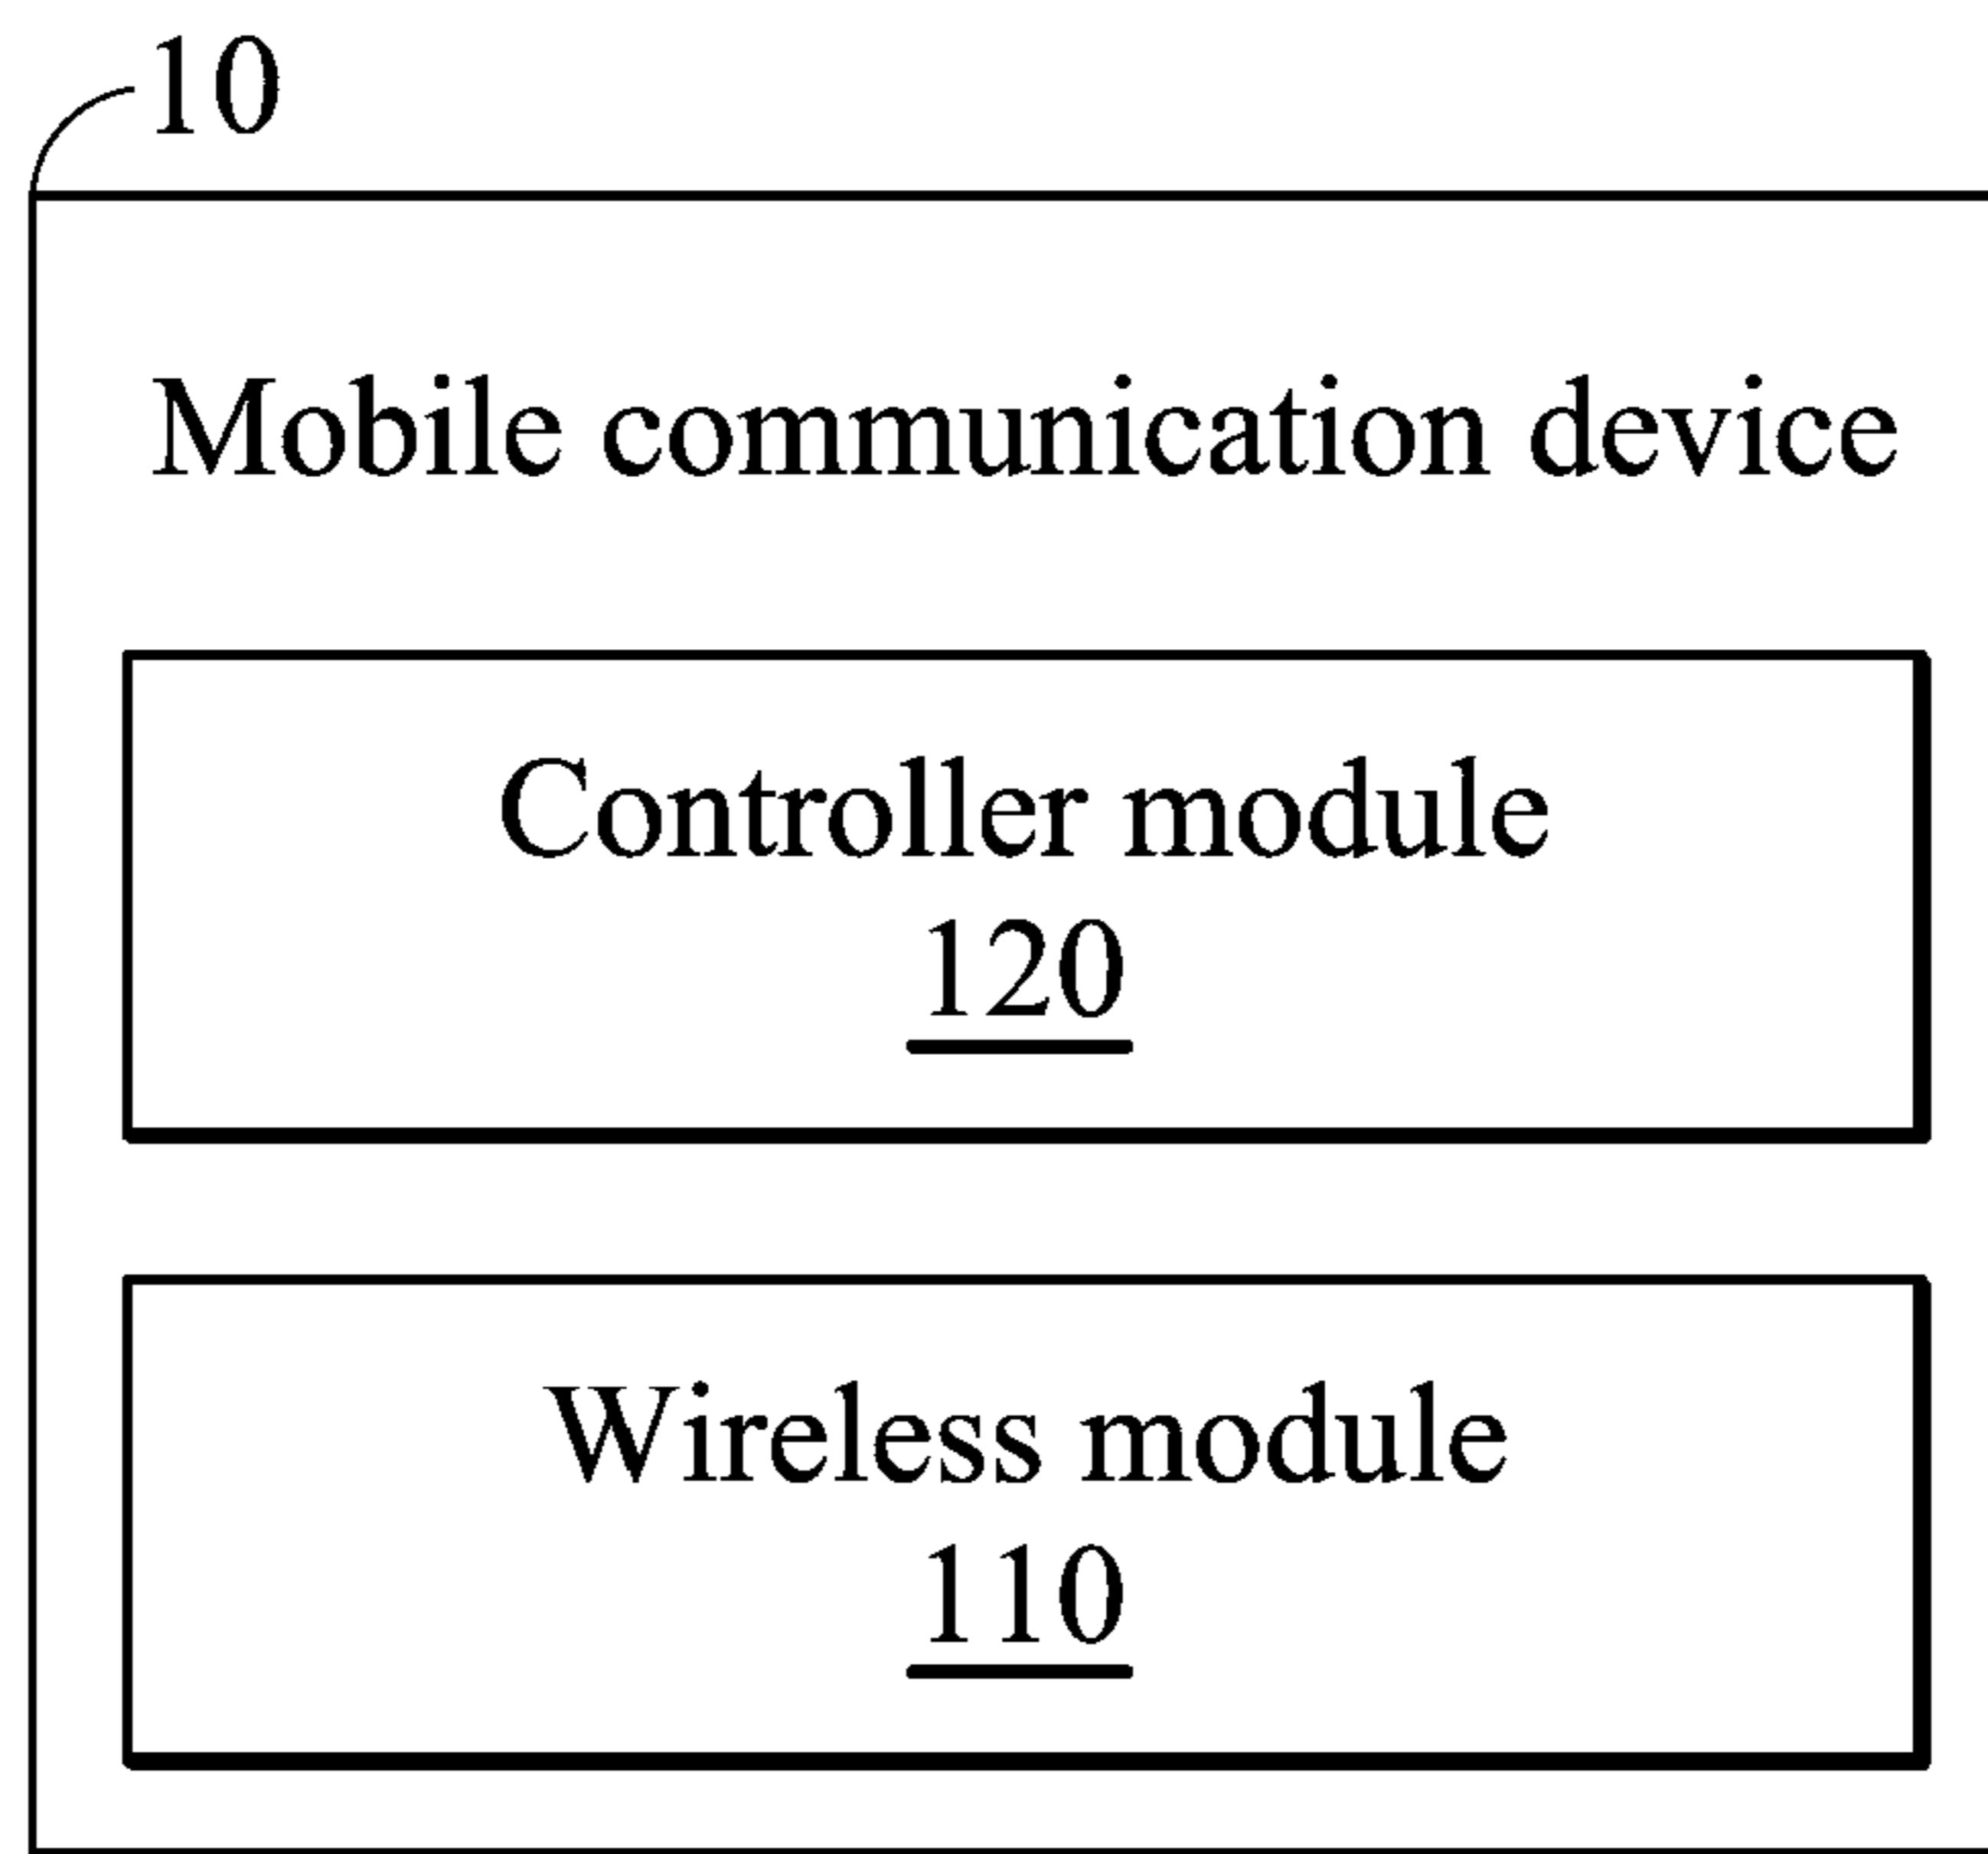 10
Mobile communication device
Controller module
120
Wireless module
110